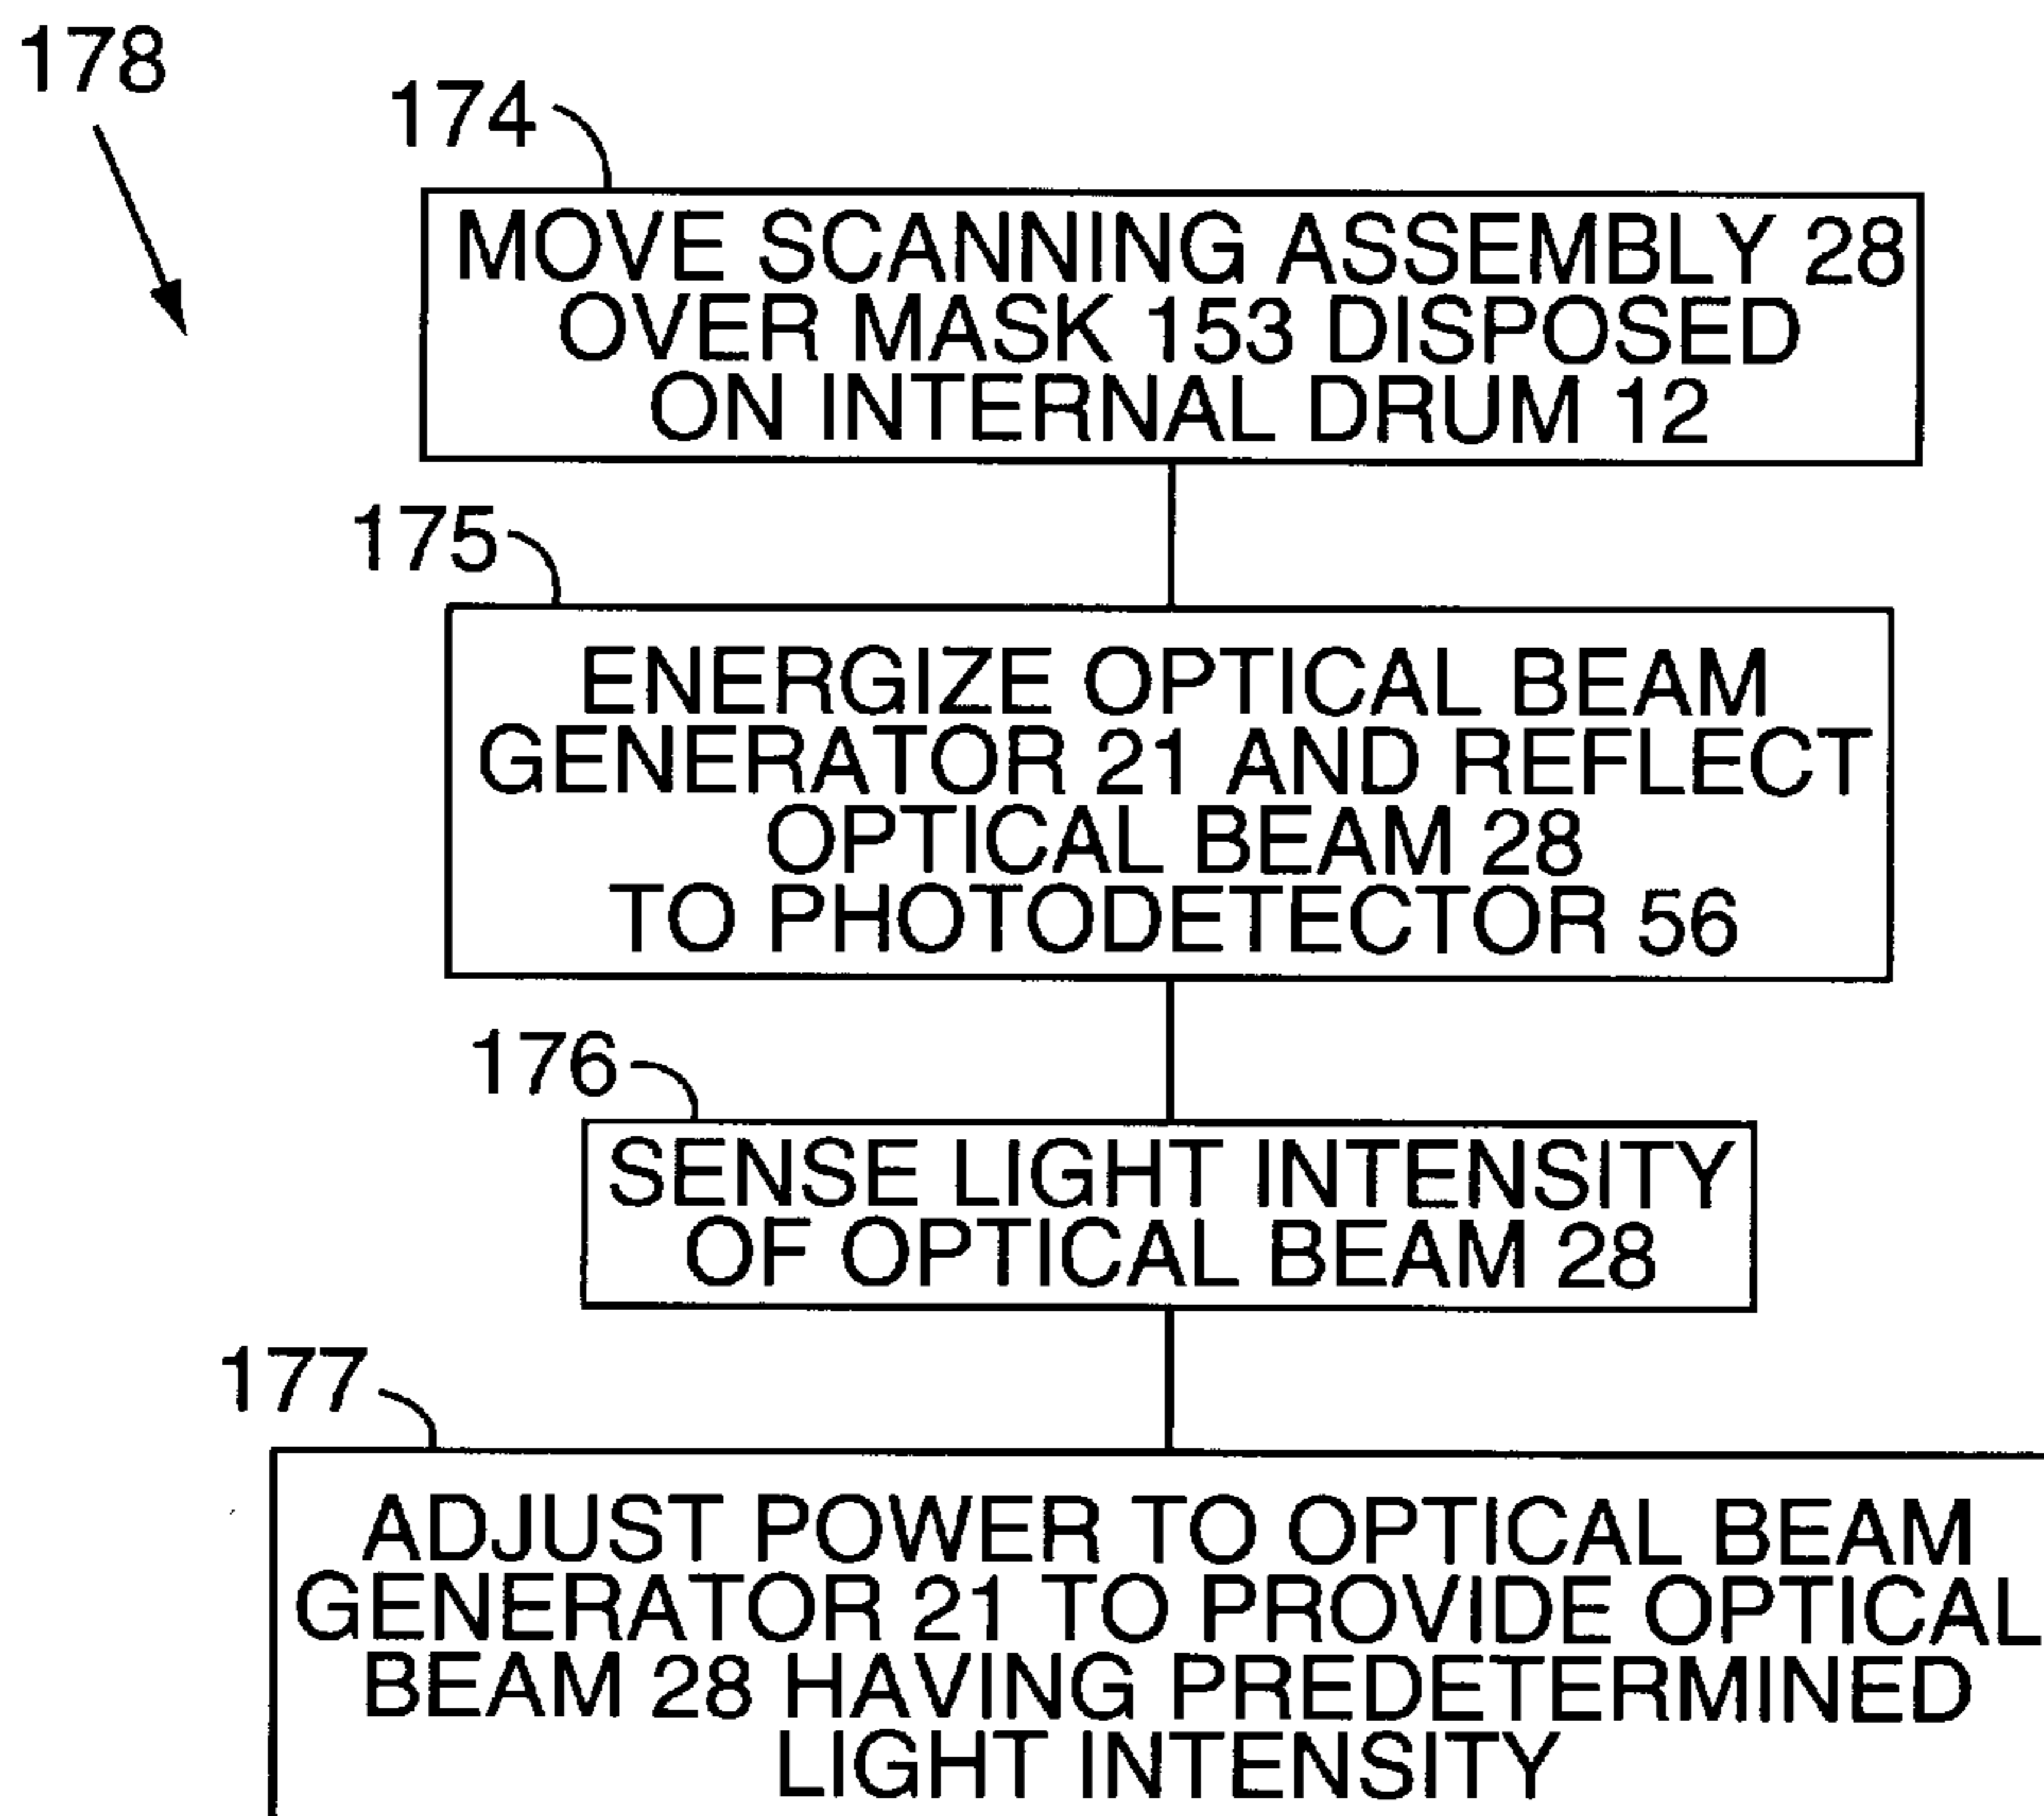 178
174
MOVE SCANNING ASSEMBLY 28
OVER MASK 153 DISPOSED
ON INTERNAL DRUM 12
175
ENERGIZE OPTICAL BEAM
GENERATOR 21 AND REFLECT
OPTICAL BEAM 28
TO PHOTODETECTOR 56
176
SENSE LIGHT INTENSITY
OF OPTICAL BEAM 28
177
ADJUST POWER TO OPTICAL BEAM
GENERATOR 21 TO PROVIDE OPTICAL
BEAM 28 HAVING PREDETERMINED
LIGHT INTENSITY